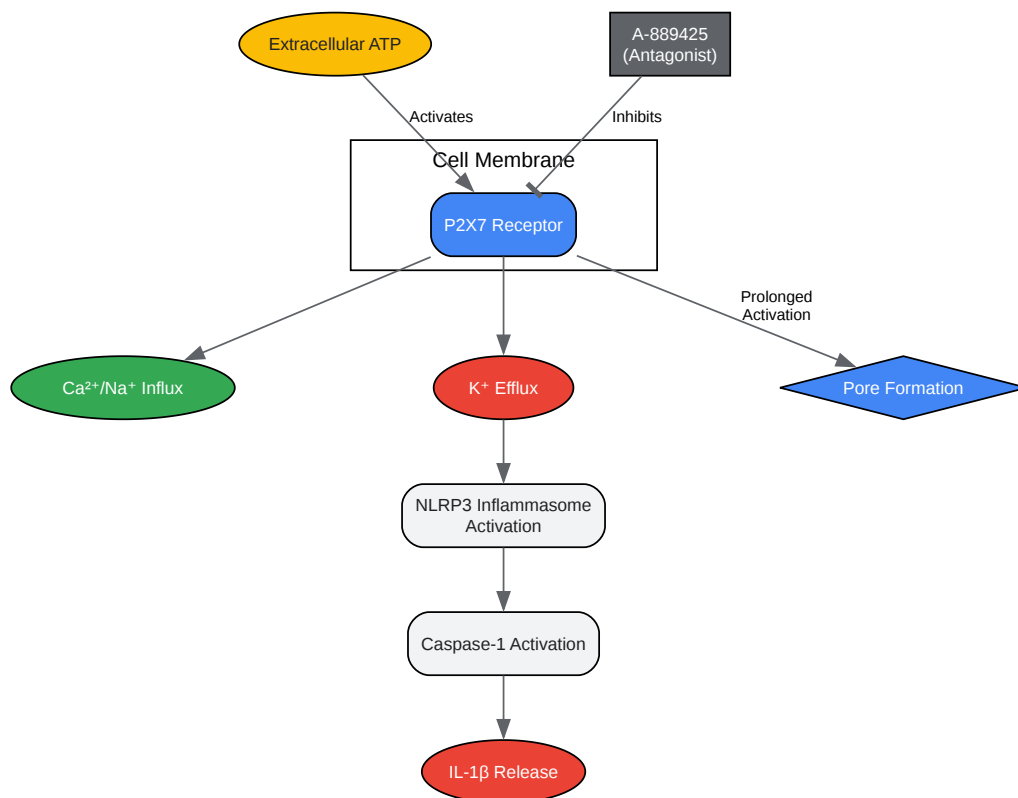 Extracellular ATP
A-889425
(Antagonist)
Activates
Inhibits
Cell Membrane
P2X7 Receptor
Prolonged
Activation
Ca²⁺/Na⁺ Influx
K⁺ Efflux
Pore Formation
NLRP3 Inflammasome
Activation
Caspase-1 Activation
IL-1β Release